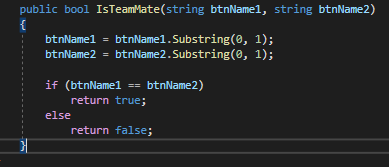 public bool IsTeamMate(string btnName1, string btnName2)
{
btnName1 = btnName1.Substring(0, 1);
btnName2 = btnName2.Substring(0, 1);
if (btnName1 == btnName2)
return true;
else
return false;
}